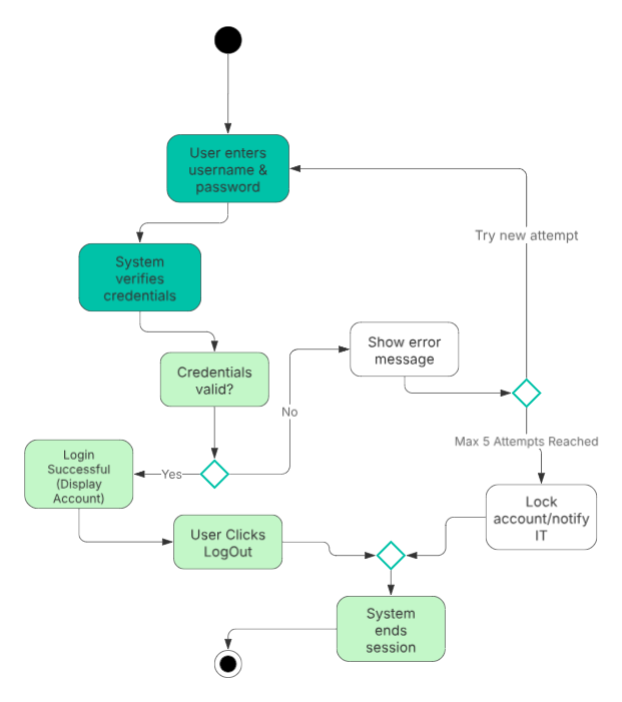 User enters
username &
password
Try new attempt
System
verifies
credentials
Show error
message
Credentials
valid?
No
Max 5 Attempts Reached
Login
Successful
(Display
Account)
Yes
Lock
account/notify
IT
User Clicks
LogOut
System
ends
session